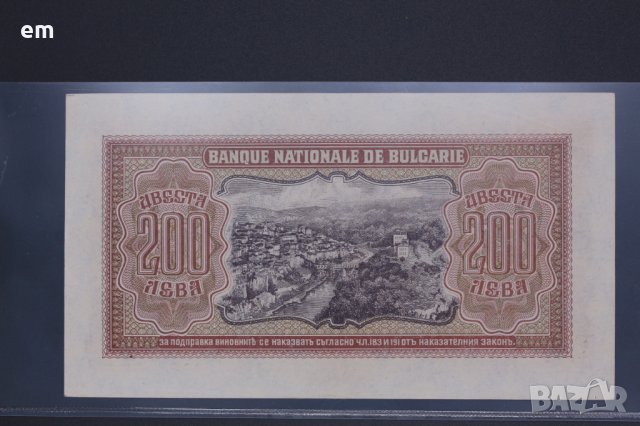 em
BANQUE NATIONALE DE BULGARIE
ДВЕСТА
200
ЛЕВА
ДВЕСТА
200
ЛЕВА
ЗА ПОДПРАВКА ВИНОВНИТѢ СЕ НАКАЗВАТЪ СЪГЛАСНО ЧЛ. 183 И 191 ОТЪ НАКАЗАТЕЛНИЯ ЗАКОНЪ.
BAZAR